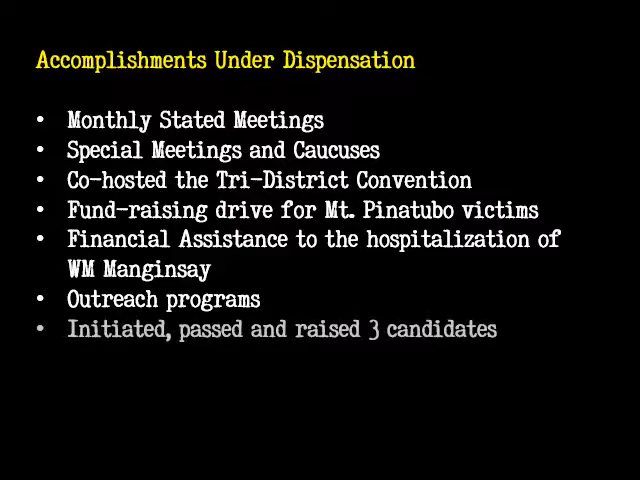 Accomplishments Under Dispensation
• Monthly Stated Meetings
• Special Meetings and Caucuses
• Co-hosted the Tri-District Convention
• Fund-raising drive for Mt. Pinatubo victims
• Financial Assistance to the hospitalization of
WM Manginsay
• Outreach programs
• Initiated, passed and raised 3 candidates